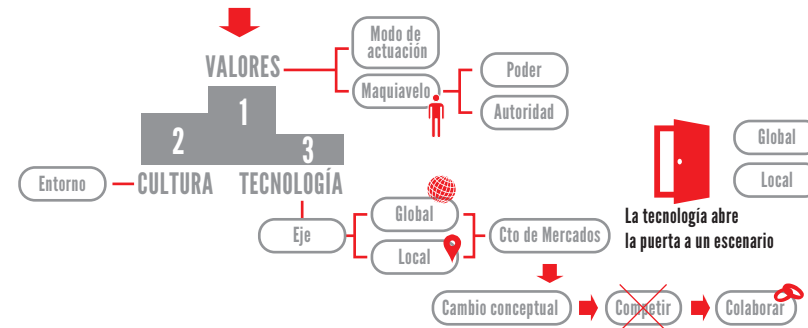 Modo de
actuación
VALORES
Maquiavelo
Poder
Autoridad
1
2
3
Entorno
CULTURA
TECNOLOGÍA
Eje
Global
Local
Cto de Mercados
Global
Local
La tecnología abre
la puerta a un escenario
Cambio conceptual
Competir
Colaborar